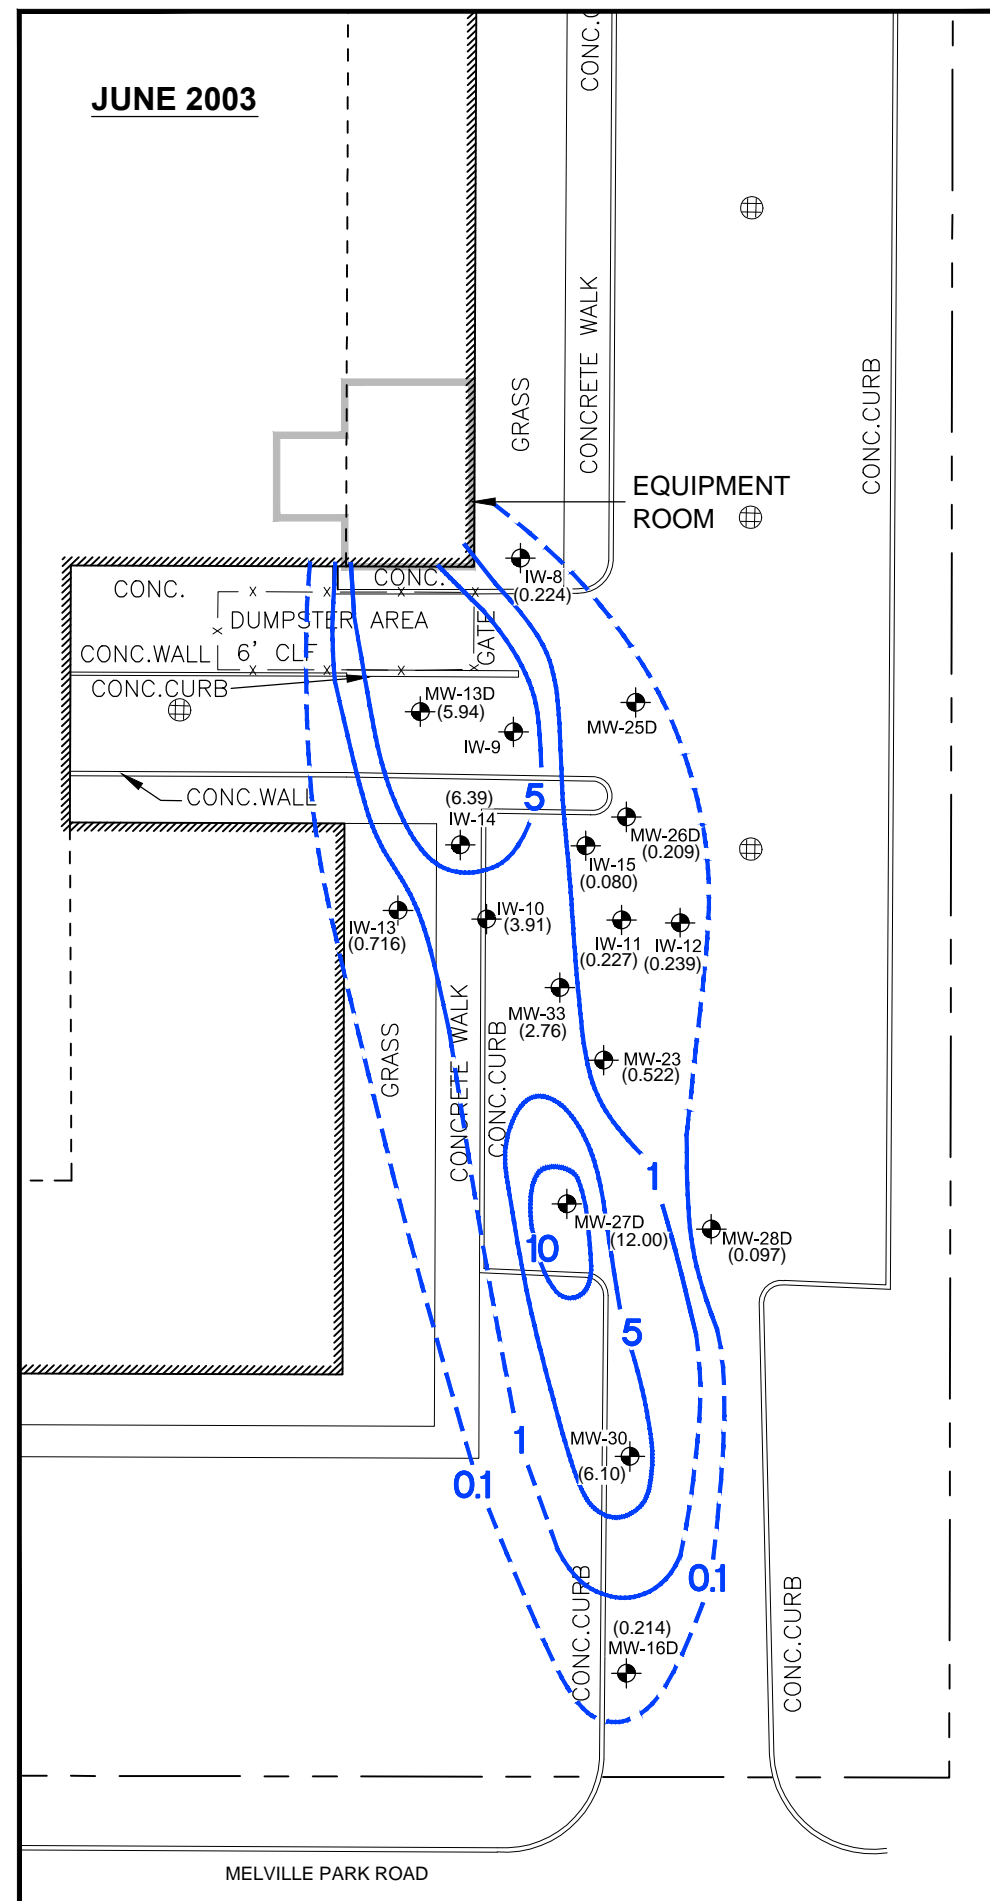 JUNE 2003
CONC.C
CONCRETE WALK
GRASS
CONC.CURB
EQUIPMENT
ROOM
IW-8
(0.224)
CONC.
CONC.
DUMPSTER AREA
GATE
CONC.WALL
6' CLF
CONC.CURB
MW-13D
(5.94)
MW-25D
IW-9
CONC.WALL
(6.39)
IW-14
5
MW-26D
(0.209)
IW-15
(0.080)
IW-13
(0.716)
IW-10
(3.91)
IW-11
(0.227)
IW-12
(0.239)
MW-33
(2.76)
GRASS
CONCRETE WALK
CONC.CURB
MW-23
(0.522)
1
MW-27D
(12.00)
10
MW-28D
(0.097)
5
MW-30
(6.10)
1
0.1
0.1
CONC.CURB
CONC.CURB
(0.214)
MW-16D
MELVILLE PARK ROAD